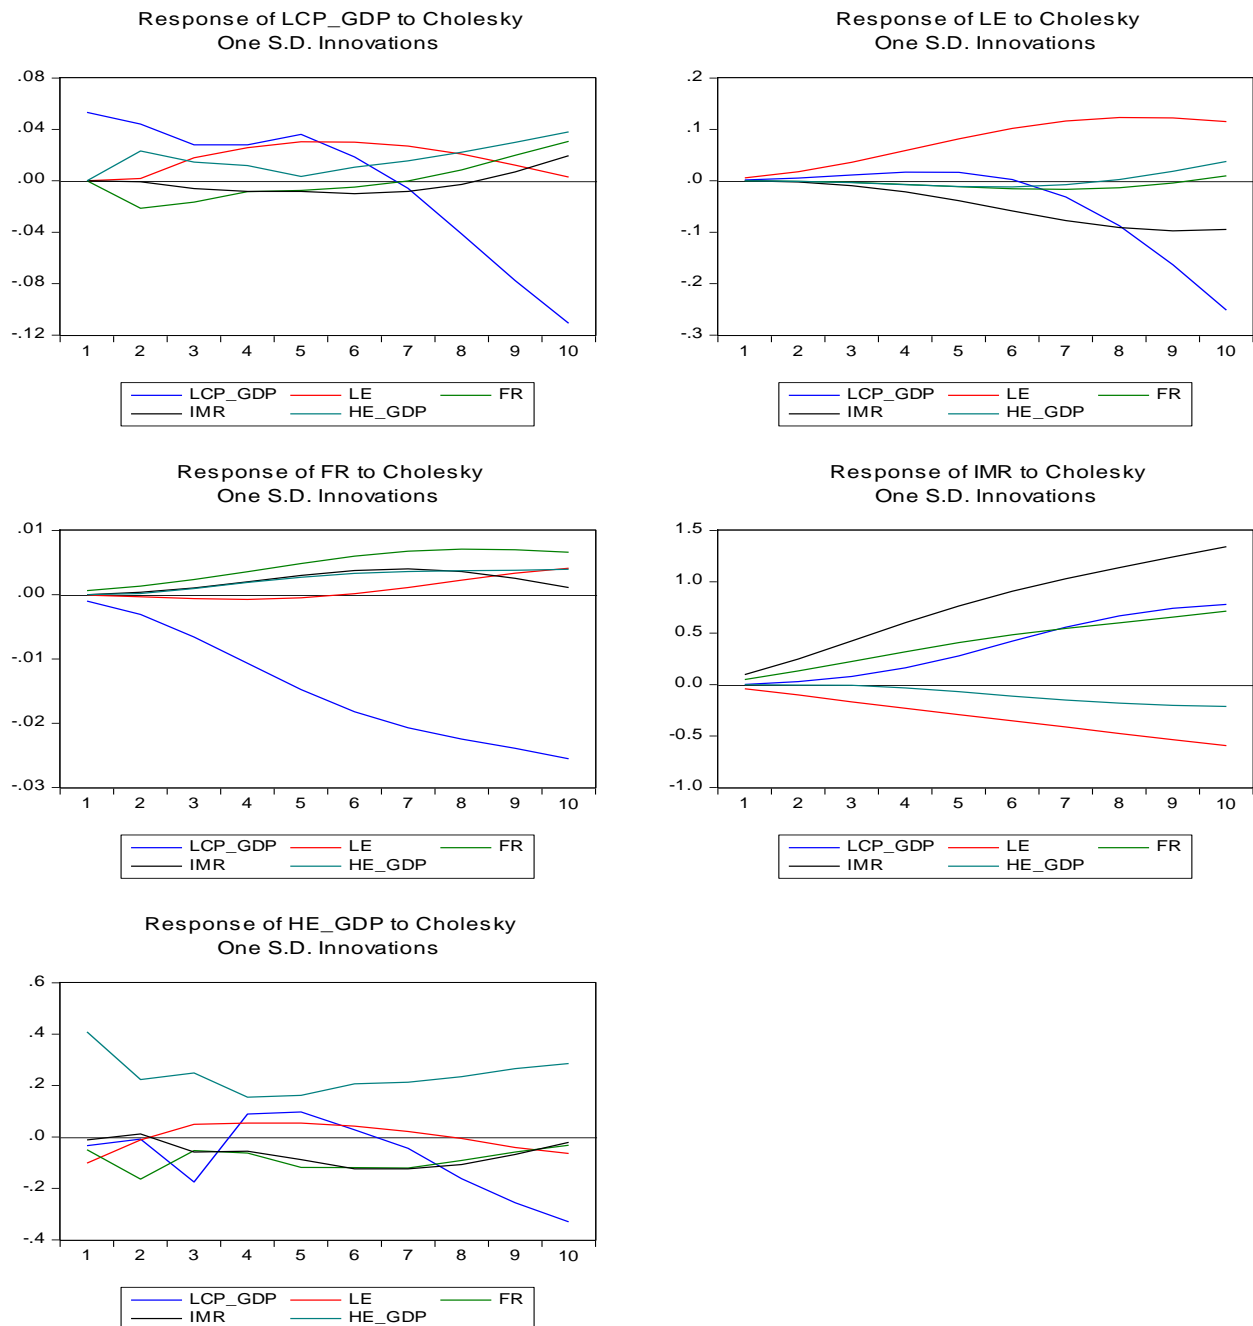 Response of LCP_GDP to Cholesky
One S.D. Innovations
.08
.04
.00
-.04
-.08
-.12
1 2 3 4 5 6 7 8 9 10
LCP_GDP LE FR
IMR HE_GDP
Response of LE to Cholesky
One S.D. Innovations
.2
.1
.0
-.1
-.2
-.3
1 2 3 4 5 6 7 8 9 10
LCP_GDP LE FR
IMR HE_GDP
Response of FR to Cholesky
One S.D. Innovations
.01
.00
-.01
-.02
-.03
1 2 3 4 5 6 7 8 9 10
LCP_GDP LE FR
IMR HE_GDP
Response of IMR to Cholesky
One S.D. Innovations
1.5
1.0
0.5
0.0
-0.5
-1.0
1 2 3 4 5 6 7 8 9 10
LCP_GDP LE FR
IMR HE_GDP
Response of HE_GDP to Cholesky
One S.D. Innovations
.6
.4
.2
.0
-.2
-.4
1 2 3 4 5 6 7 8 9 10
LCP_GDP LE FR
IMR HE_GDP